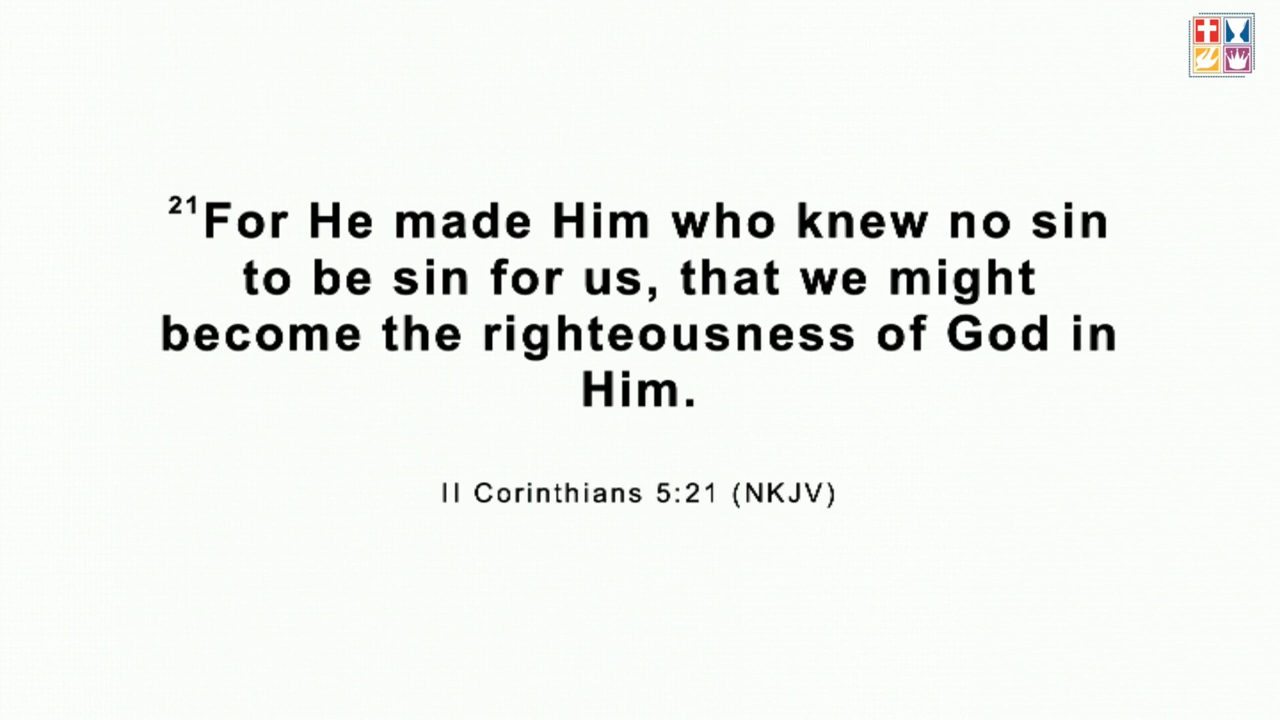 ²¹For He made Him who knew no sin
to be sin for us, that we might
become the righteousness of God in
Him.
II Corinthians 5:21 (NKJV)